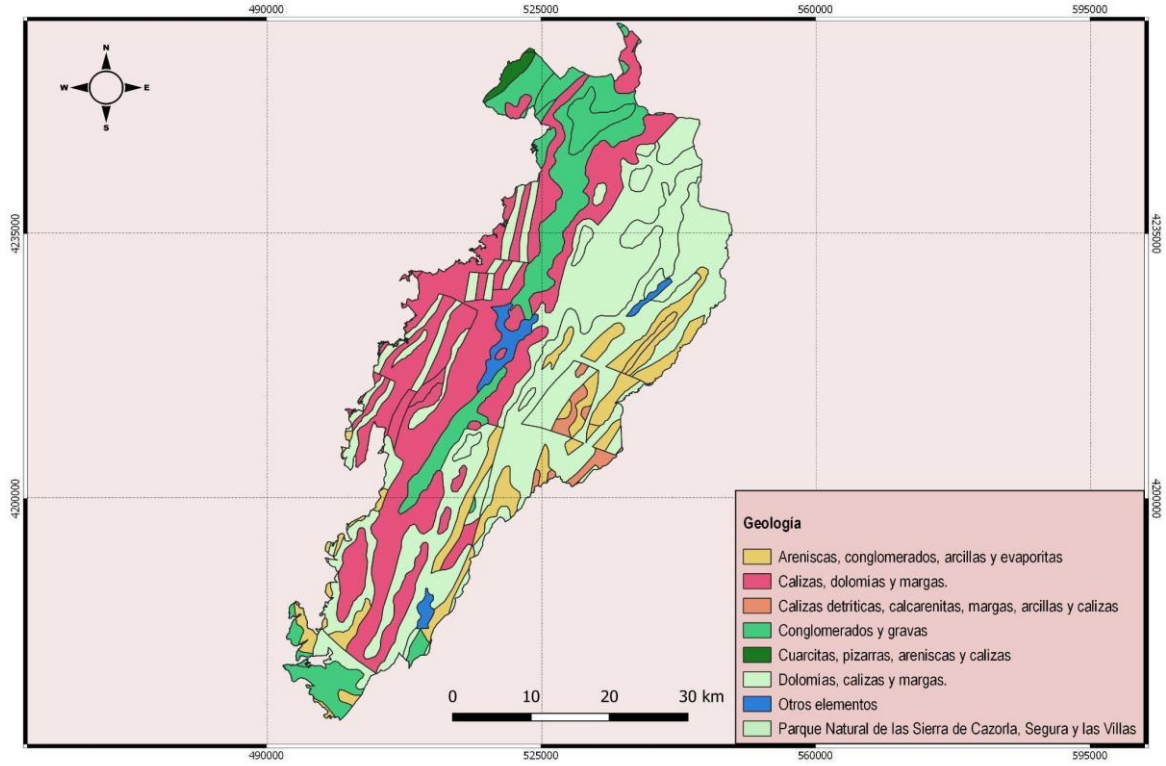 490000 525000 560000 595000
N
W E
S
4235000 4235000
4200000 4200000
Geología
Areniscas, conglomerados, arcillas y evaporitas
Calizas, dolomías y margas.
Calizas detríticas, calcarenitas, margas, arcillas y calizas
Conglomerados y gravas
Cuarcitas, pizarras, areniscas y calizas
Dolomías, calizas y margas.
Otros elementos
Parque Natural de las Sierra de Cazorla, Segura y las Villas
0 10 20 30 km
490000 525000 560000 595000